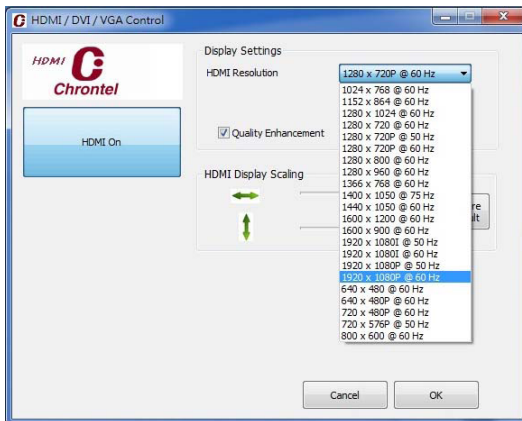 HDMI / DVI / VGA Control
HDMI
Chrontel
HDMI On
Display Settings
HDMI Resolution
1280 x 720P @ 60 Hz
1024 x 768 @ 60 Hz
1152 x 864 @ 60 Hz
1280 x 1024 @ 60 Hz
1280 x 720 @ 60 Hz
1280 x 720P @ 50 Hz
1280 x 720P @ 60 Hz
1280 x 800 @ 60 Hz
1280 x 960 @ 60 Hz
1366 x 768 @ 60 Hz
1400 x 1050 @ 75 Hz
1440 x 1050 @ 60 Hz
1600 x 1200 @ 60 Hz
1600 x 900 @ 60 Hz
1920 x 1080I @ 50 Hz
1920 x 1080I @ 60 Hz
1920 x 1080P @ 50 Hz
1920 x 1080P @ 60 Hz
640 x 480 @ 60 Hz
640 x 480P @ 60 Hz
720 x 480P @ 60 Hz
720 x 576P @ 50 Hz
800 x 600 @ 60 Hz
Quality Enhancement
HDMI Display Scaling
Cancel
OK